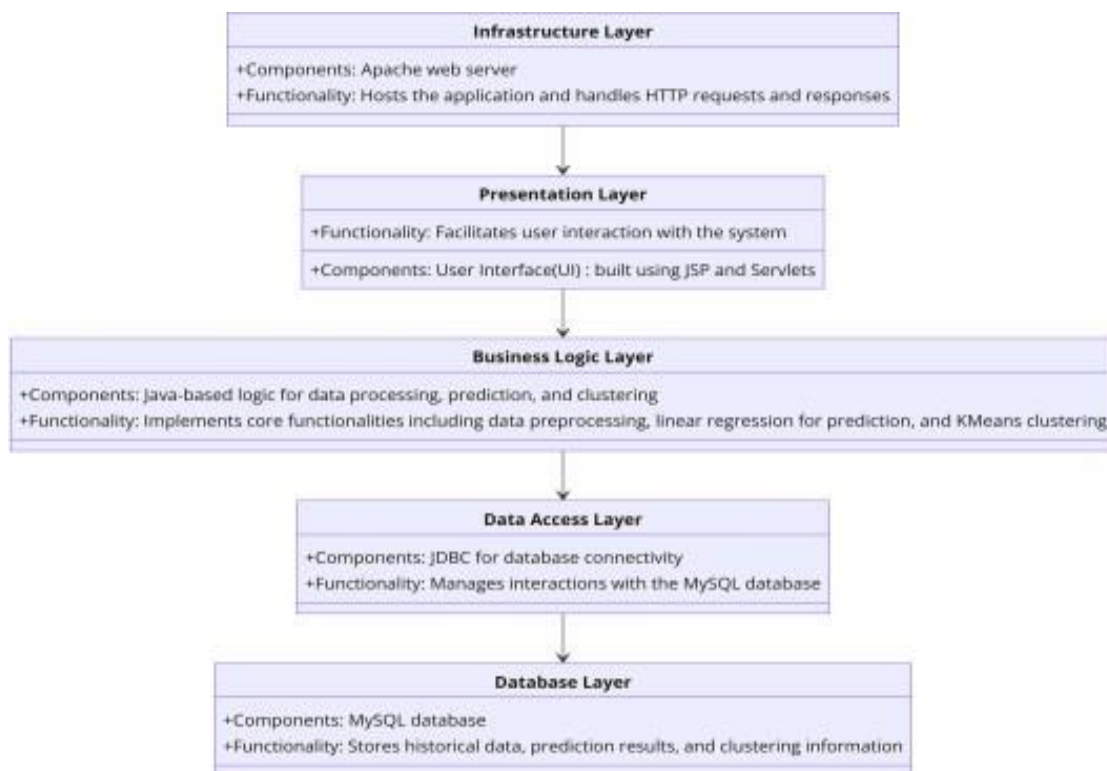 Infrastructure Layer
+Components: Apache web server
+Functionality: Hosts the application and handles HTTP requests and responses
Presentation Layer
+Functionality: Facilitates user interaction with the system
+Components: User Interface(UI) : built using JSP and Servlets
Business Logic Layer
+Components: Java-based logic for data processing, prediction, and clustering
+Functionality: Implements core functionalities including data preprocessing, linear regression for prediction, and KMeans clustering
Data Access Layer
+Components: JDBC for database connectivity
+Functionality: Manages interactions with the MySQL database
Database Layer
+Components: MySQL database
+Functionality: Stores historical data, prediction results, and clustering information